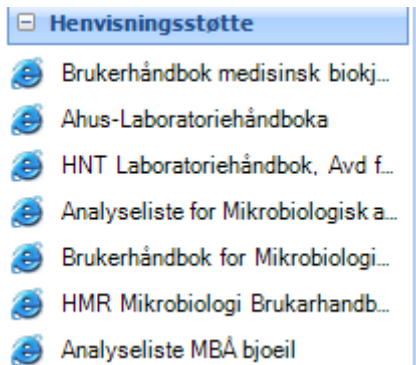 Henvisningsstøtte
Brukerhåndbok medisinsk biokj...
Ahus-Laboratoriehåndboka
HNT Laboratoriehåndbok, Avd f...
Analyseliste for Mikrobiologisk a...
Brukerhåndbok for Mikrobiologi...
HMR Mikrobiologi Brukarhandb...
Analyseliste MBÅ bjoeil